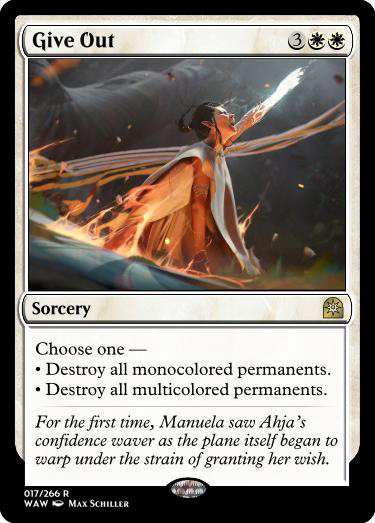 Give Out 3
Sorcery
Choose one —
• Destroy all monocolored permanents.
• Destroy all multicolored permanents.
For the first time, Manuela saw Ahja's
confidence waver as the plane itself began to
warp under the strain of granting her wish.
017/266 R
WAW Max Schiller